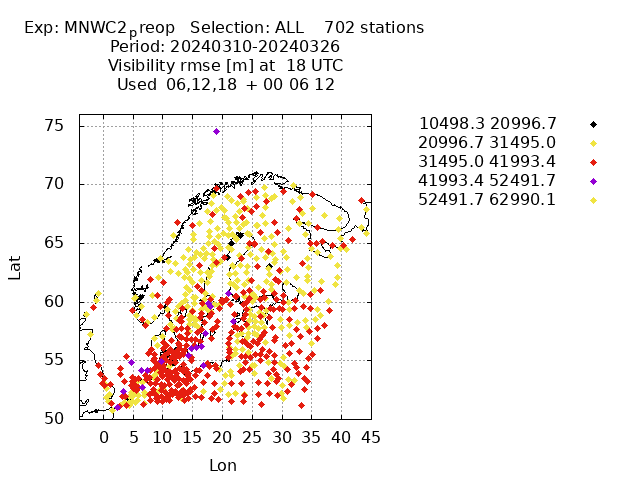 Exp: MNWC2preop Selection: ALL 702 stations
Period: 20240310-20240326
Visibility rmse [m] at 18 UTC
Used 06,12,18 + 00 06 12
10498.3 20996.7
20996.7 31495.0
31495.0 41993.4
41993.4 52491.7
52491.7 62990.1
75
70
65
60
55
50
Lat
0 5 10 15 20 25 30 35 40 45
Lon